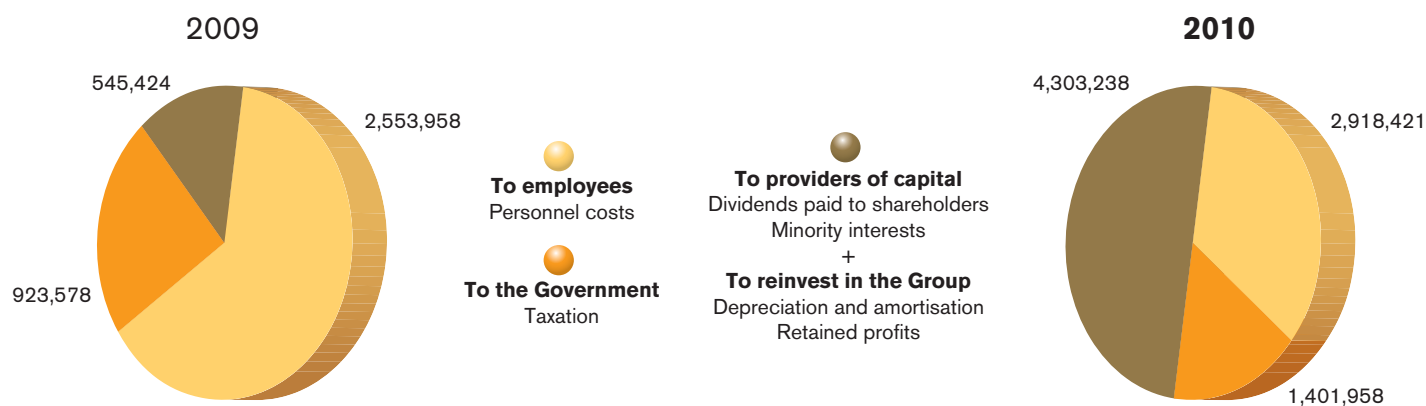 2009
545,424
2,553,958
923,578
To employees
Personnel costs
To the Government
Taxation
To providers of capital
Dividends paid to shareholders
Minority interests
+
To reinvest in the Group
Depreciation and amortisation
Retained profits
2010
4,303,238
2,918,421
1,401,958